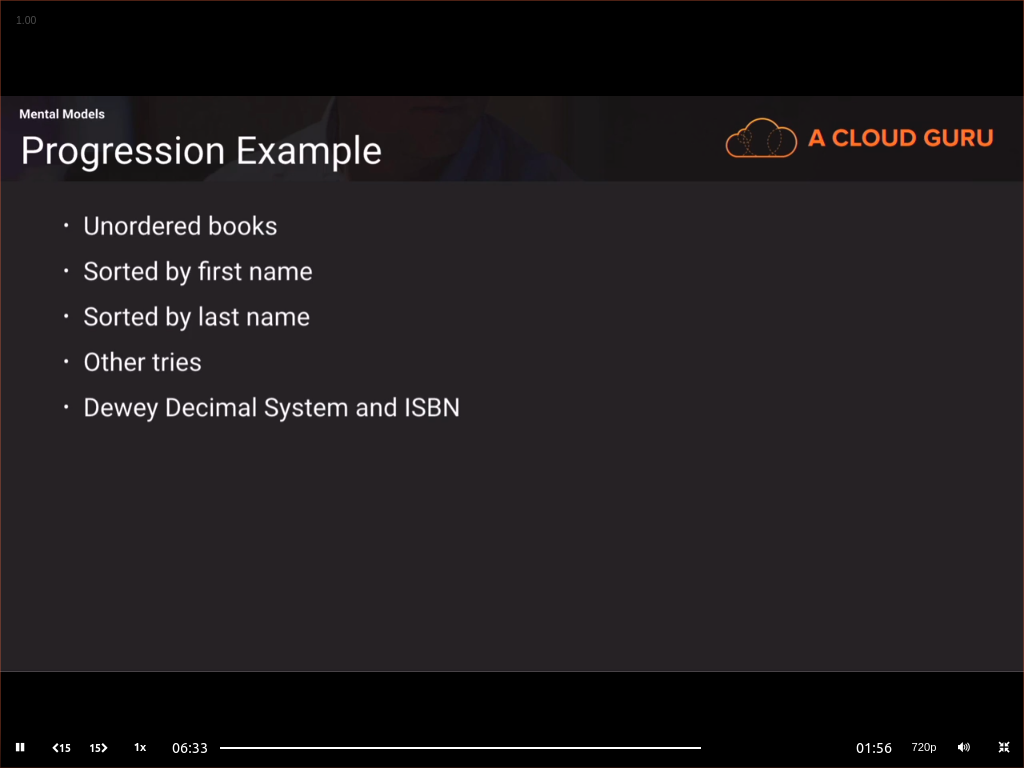 1.00
Mental Models
Progression Example
A CLOUD GURU
· Unordered books
· Sorted by first name
· Sorted by last name
· Other tries
· Dewey Decimal System and ISBN
15 15 1x 06:33 01:56 720p